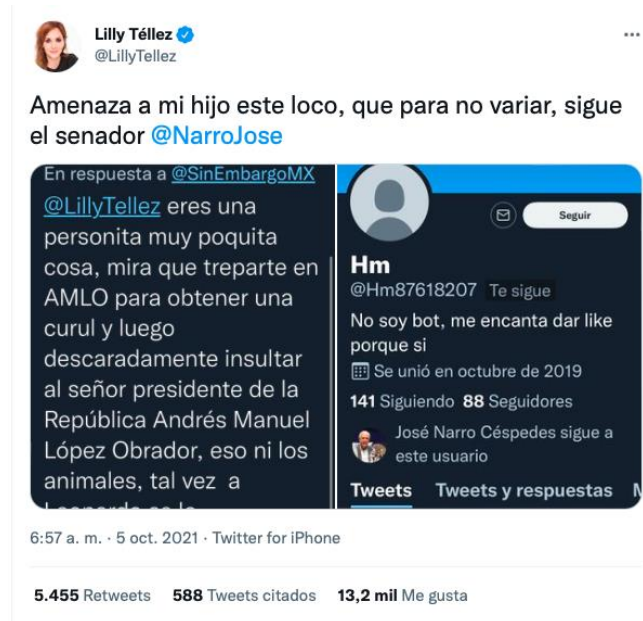 Lilly Téllez
@LillyTellez
Amenaza a mi hijo este loco, que para no variar, sigue
el senador @NarroJose
En respuesta a @SinEmbargoMX
@LillyTellez eres una
personita muy poquita
cosa, mira que treparte en
AMLO para obtener una
curul y luego
descaradamente insultar
al señor presidente de la
República Andrés Manuel
López Obrador, eso ni los
animales, tal vez a
Seguir
Hm
@Hm87618207 Te sigue
No soy bot, me encanta dar like
porque si
Se unió en octubre de 2019
141 Siguiendo 88 Seguidores
José Narro Céspedes sigue a
este usuario
Tweets Tweets y respuestas
6:57 a. m. · 5 oct. 2021 · Twitter for iPhone
5.455 Retweets 588 Tweets citados 13,2 mil Me gusta